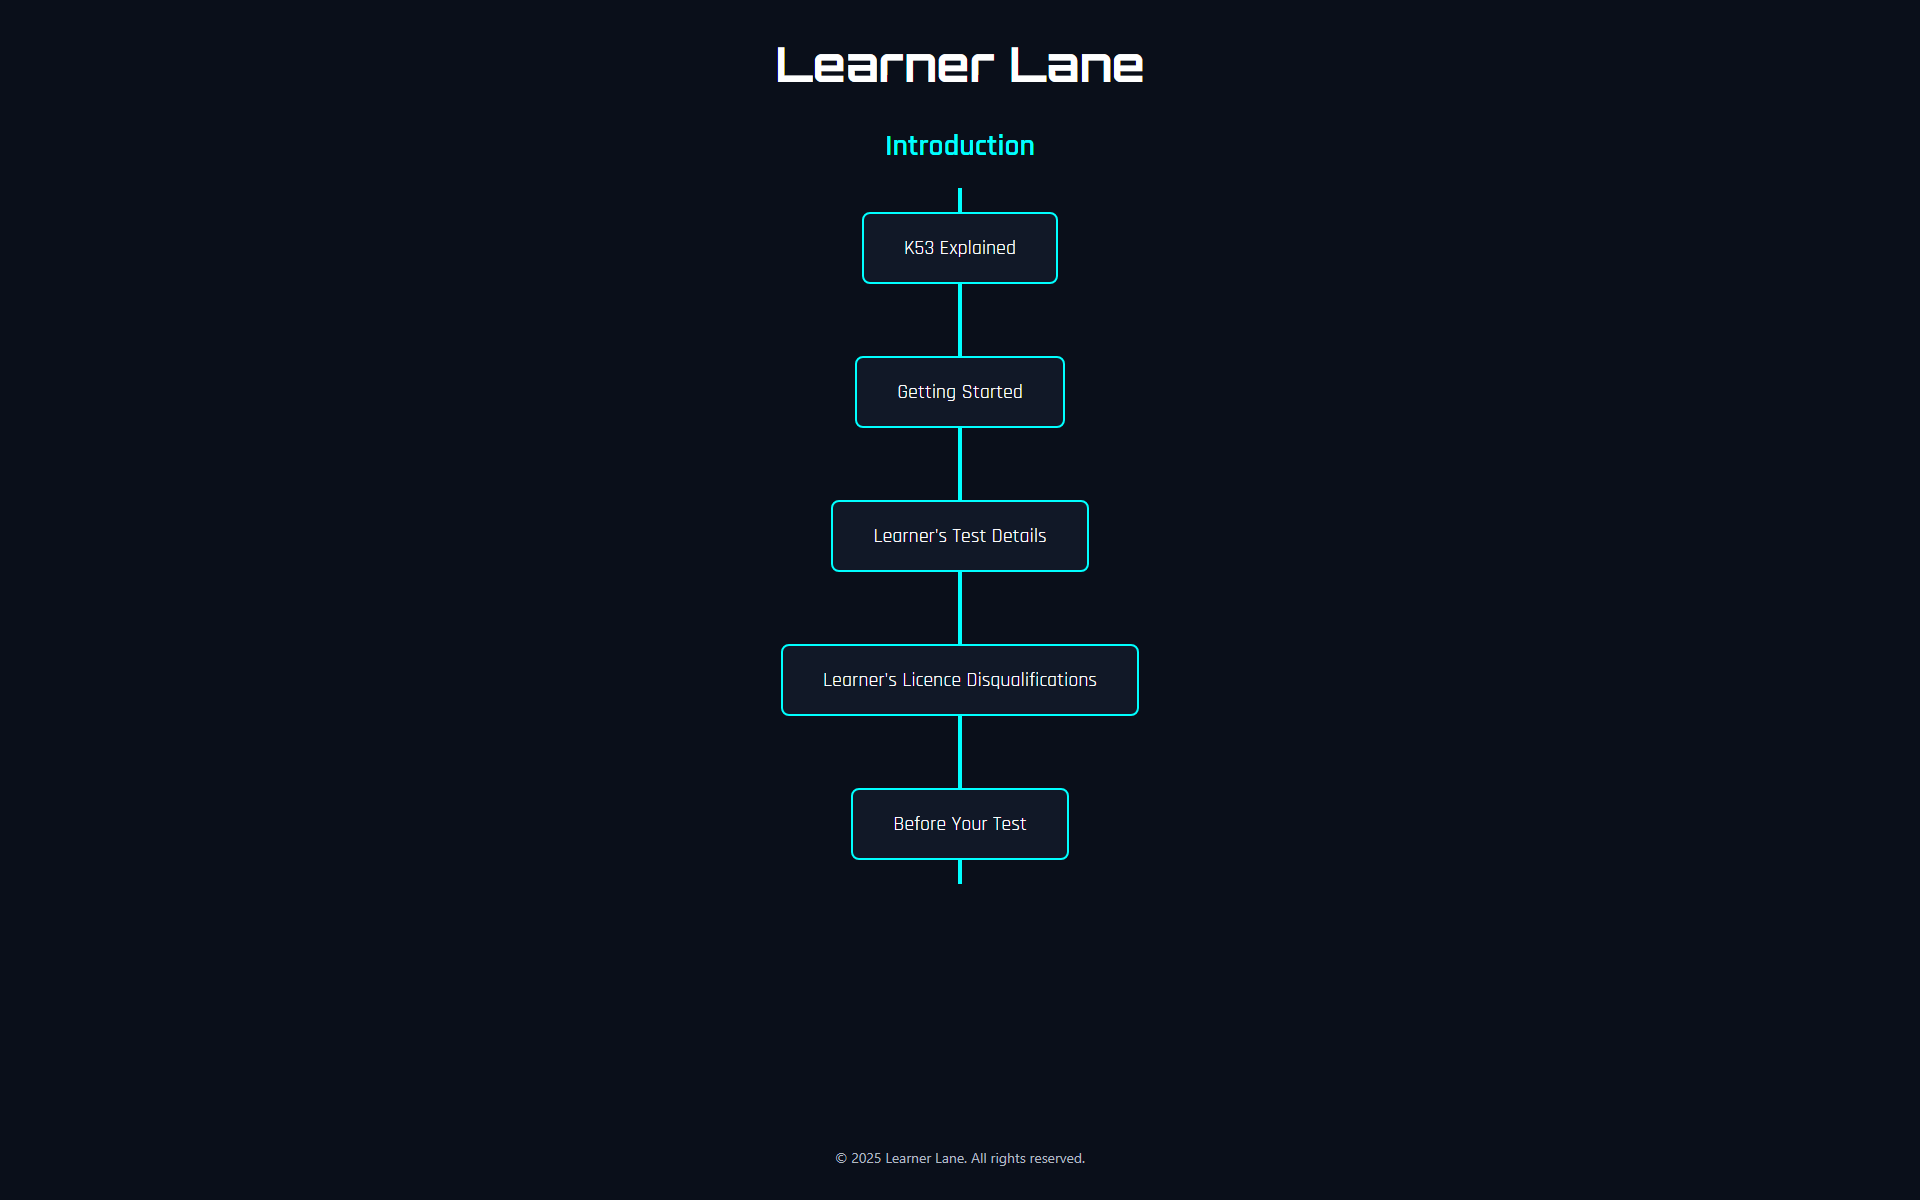 Learner Lane
Introduction
K53 Explained
Getting Started
Learner's Test Details
Learner's Licence Disqualifications
Before Your Test
© 2025 Learner Lane. All rights reserved.